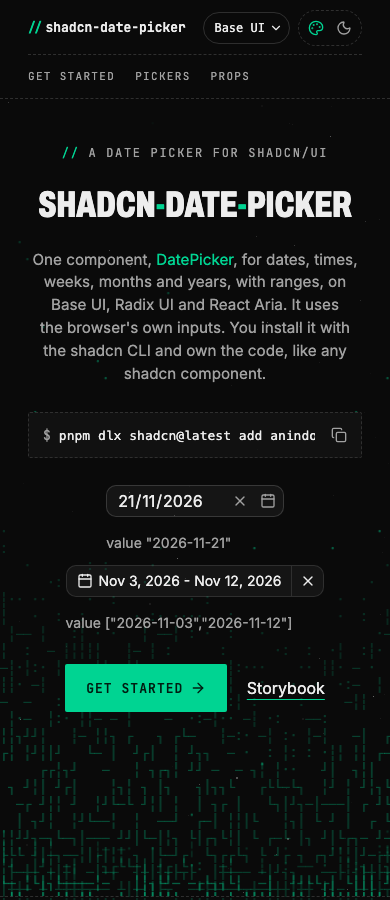 // shadcn-date-picker
Base UI
GET STARTED PICKERS PROPS
// A DATE PICKER FOR SHADCN/UI
SHADCN-DATE-PICKER
One component, DatePicker, for dates, times,
weeks, months and years, with ranges, on
Base UI, Radix UI and React Aria. It uses
the browser's own inputs. You install it with
the shadcn CLI and own the code, like any
shadcn component.
$ pnpm dlx shadcn@latest add anindo
21/11/2026
value "2026-11-21"
Nov 3, 2026 - Nov 12, 2026
value ["2026-11-03","2026-11-12"]
GET STARTED →
Storybook